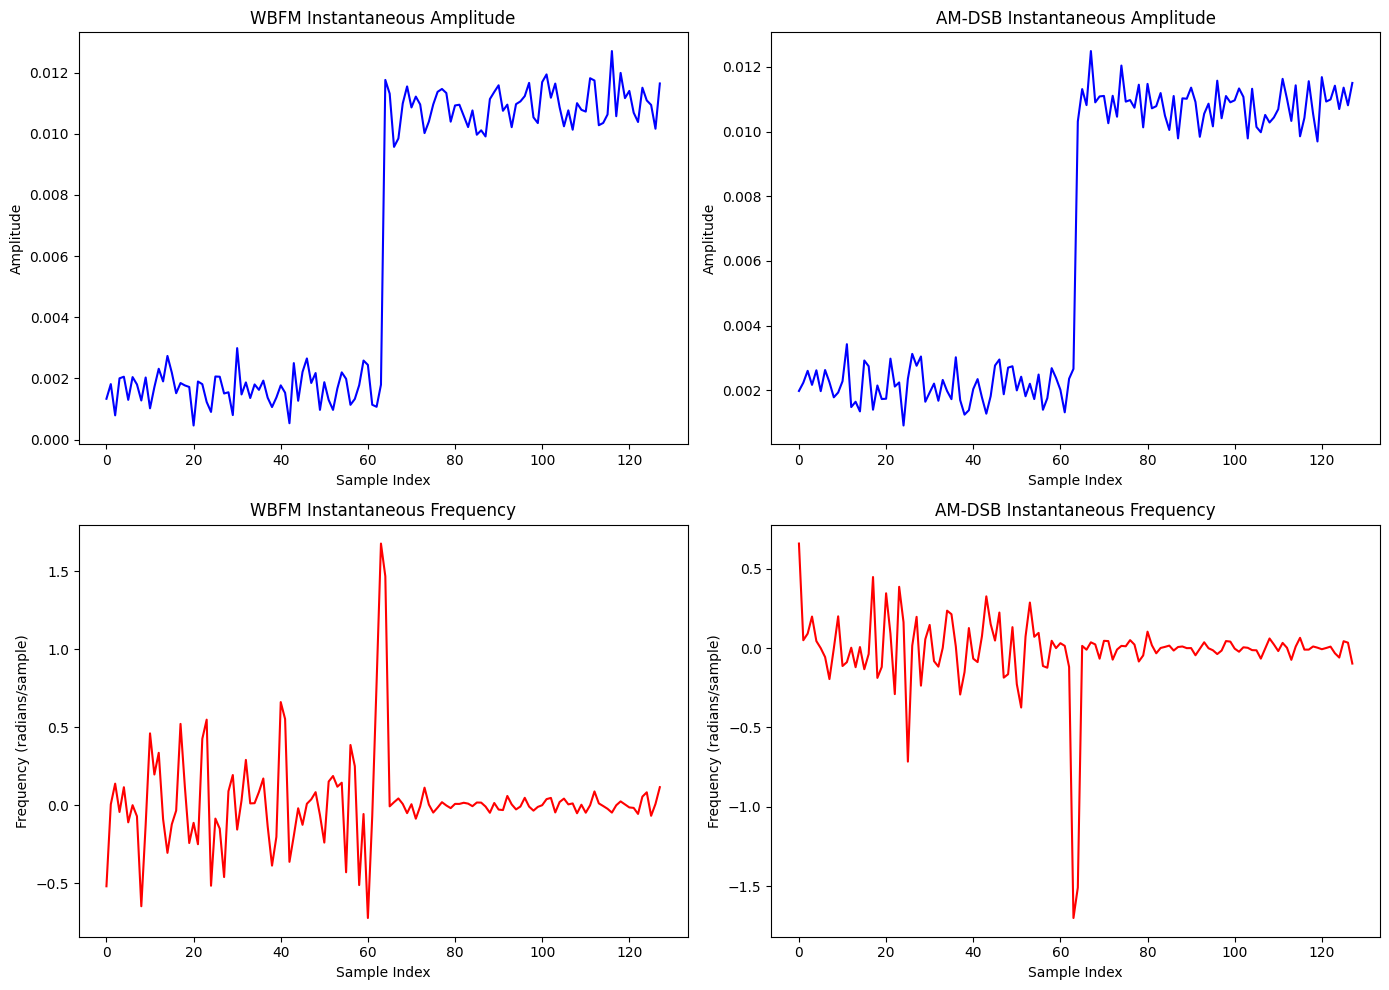 WBFM Instantaneous Amplitude
Amplitude
0.012
0.010
0.008
0.006
0.004
0.002
0.000
0 20 40 60 80 100 120
Sample Index
AM-DSB Instantaneous Amplitude
Amplitude
0.012
0.010
0.008
0.006
0.004
0.002
0 20 40 60 80 100 120
Sample Index
WBFM Instantaneous Frequency
Frequency (radians/sample)
1.5
1.0
0.5
0.0
−0.5
0 20 40 60 80 100 120
Sample Index
AM-DSB Instantaneous Frequency
Frequency (radians/sample)
0.5
0.0
−0.5
−1.0
−1.5
0 20 40 60 80 100 120
Sample Index